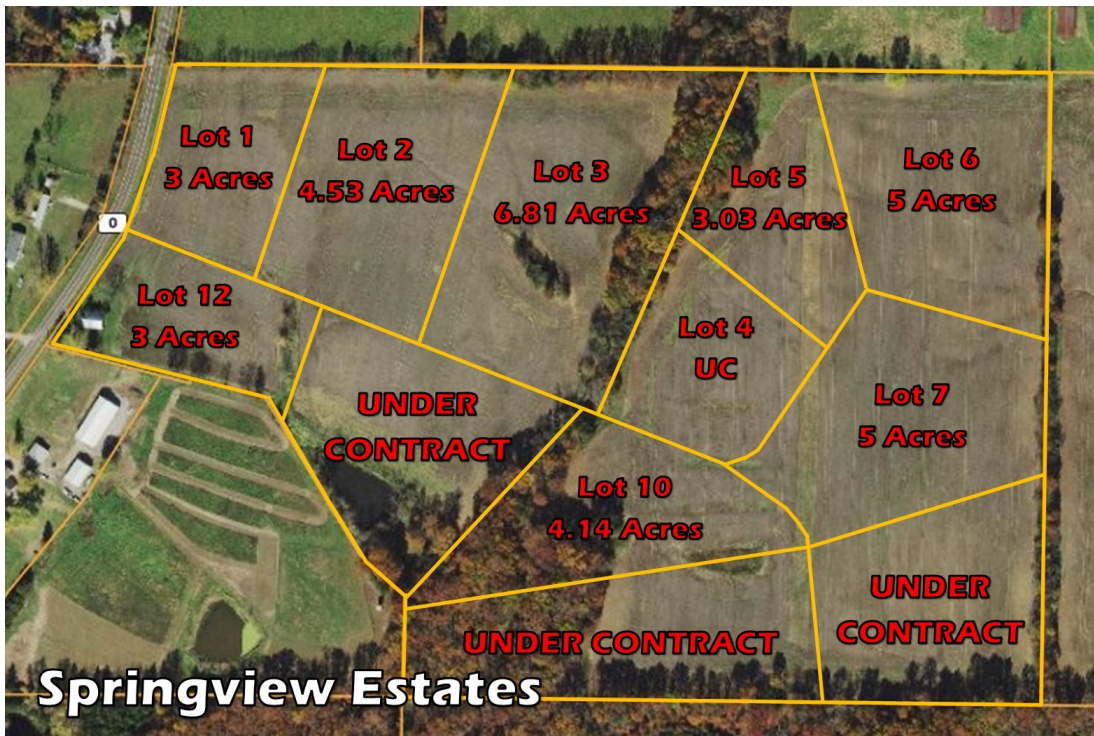 Lot 1
3 Acres
Lot 2
4.53 Acres
Lot 3
6.81 Acres
Lot 5
3.03 Acres
Lot 6
5 Acres
O
Lot 12
3 Acres
Lot 4
UC
UNDER
CONTRACT
Lot 7
5 Acres
Lot 10
4.14 Acres
UNDER
CONTRACT
UNDER CONTRACT
Springview Estates